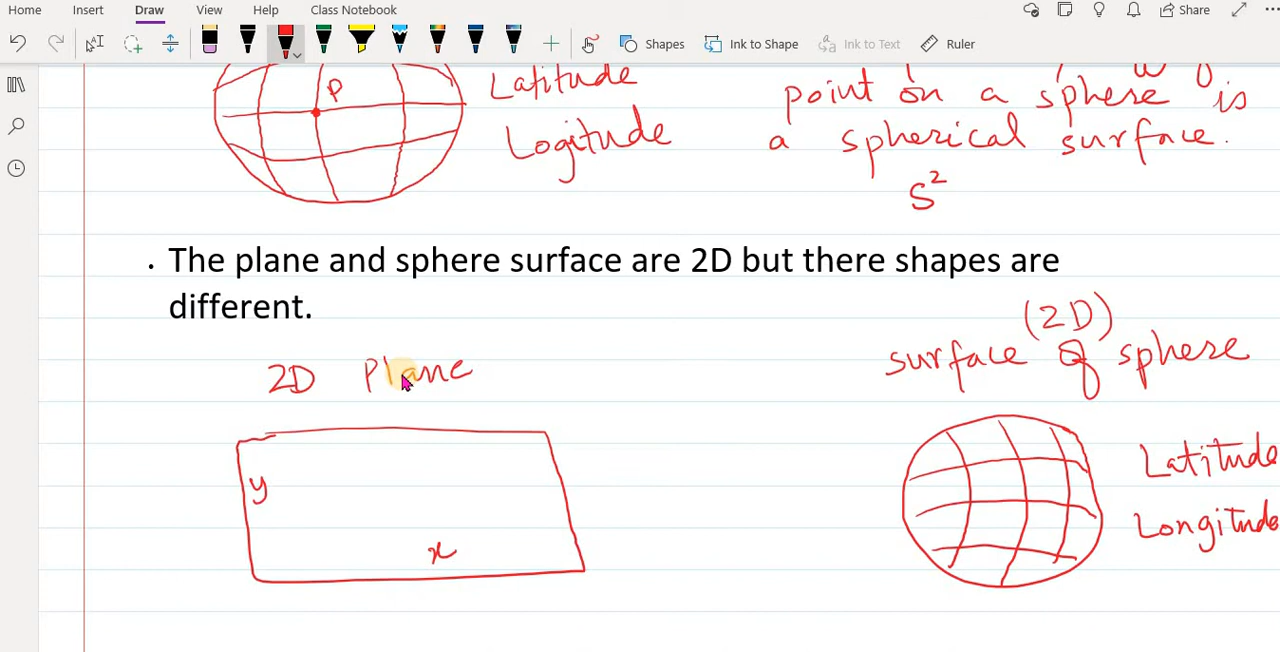 Home Insert Draw View Help Class Notebook
Share
Shapes Ink to Shape Ink to Text Ruler
P
Latitude
Logitude
point on a sphere is
a spherical surface.
S²
. The plane and sphere surface are 2D but there shapes are
different.
2D Plane
y
x
(2D)
surface of sphere
Latitude
Longitude